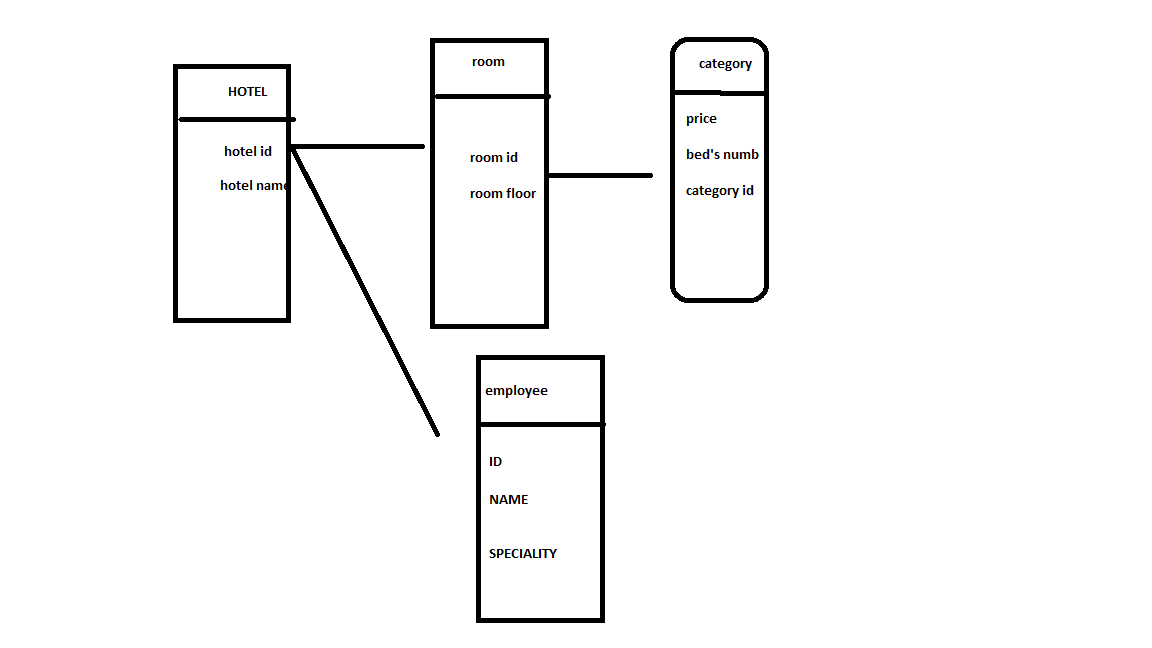 HOTEL
hotel id
hotel name
room
room id
room floor
category
price
bed's numb
category id
employee
ID
NAME
SPECIALITY